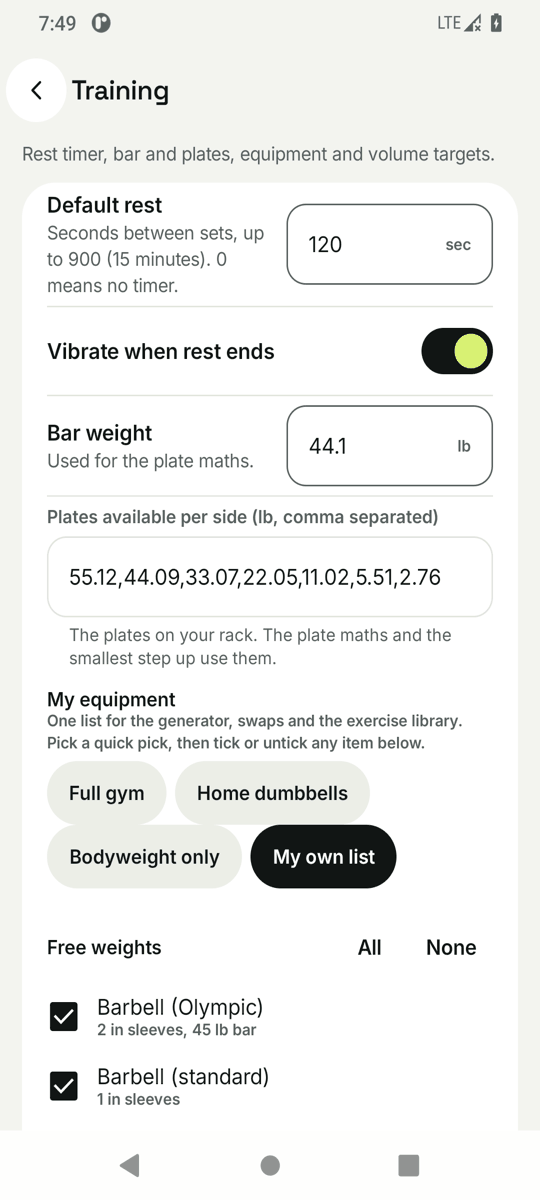 7:49
LTE
Training
Rest timer, bar and plates, equipment and volume targets.
Default rest
Seconds between sets, up
to 900 (15 minutes). 0
means no timer.
120 sec
Vibrate when rest ends
Bar weight
Used for the plate maths.
44.1 lb
Plates available per side (lb, comma separated)
55.12,44.09,33.07,22.05,11.02,5.51,2.76
The plates on your rack. The plate maths and the
smallest step up use them.
My equipment
One list for the generator, swaps and the exercise library.
Pick a quick pick, then tick or untick any item below.
Full gym Home dumbbells
Bodyweight only My own list
Free weights All None
Barbell (Olympic)
2 in sleeves, 45 lb bar
Barbell (standard)
1 in sleeves